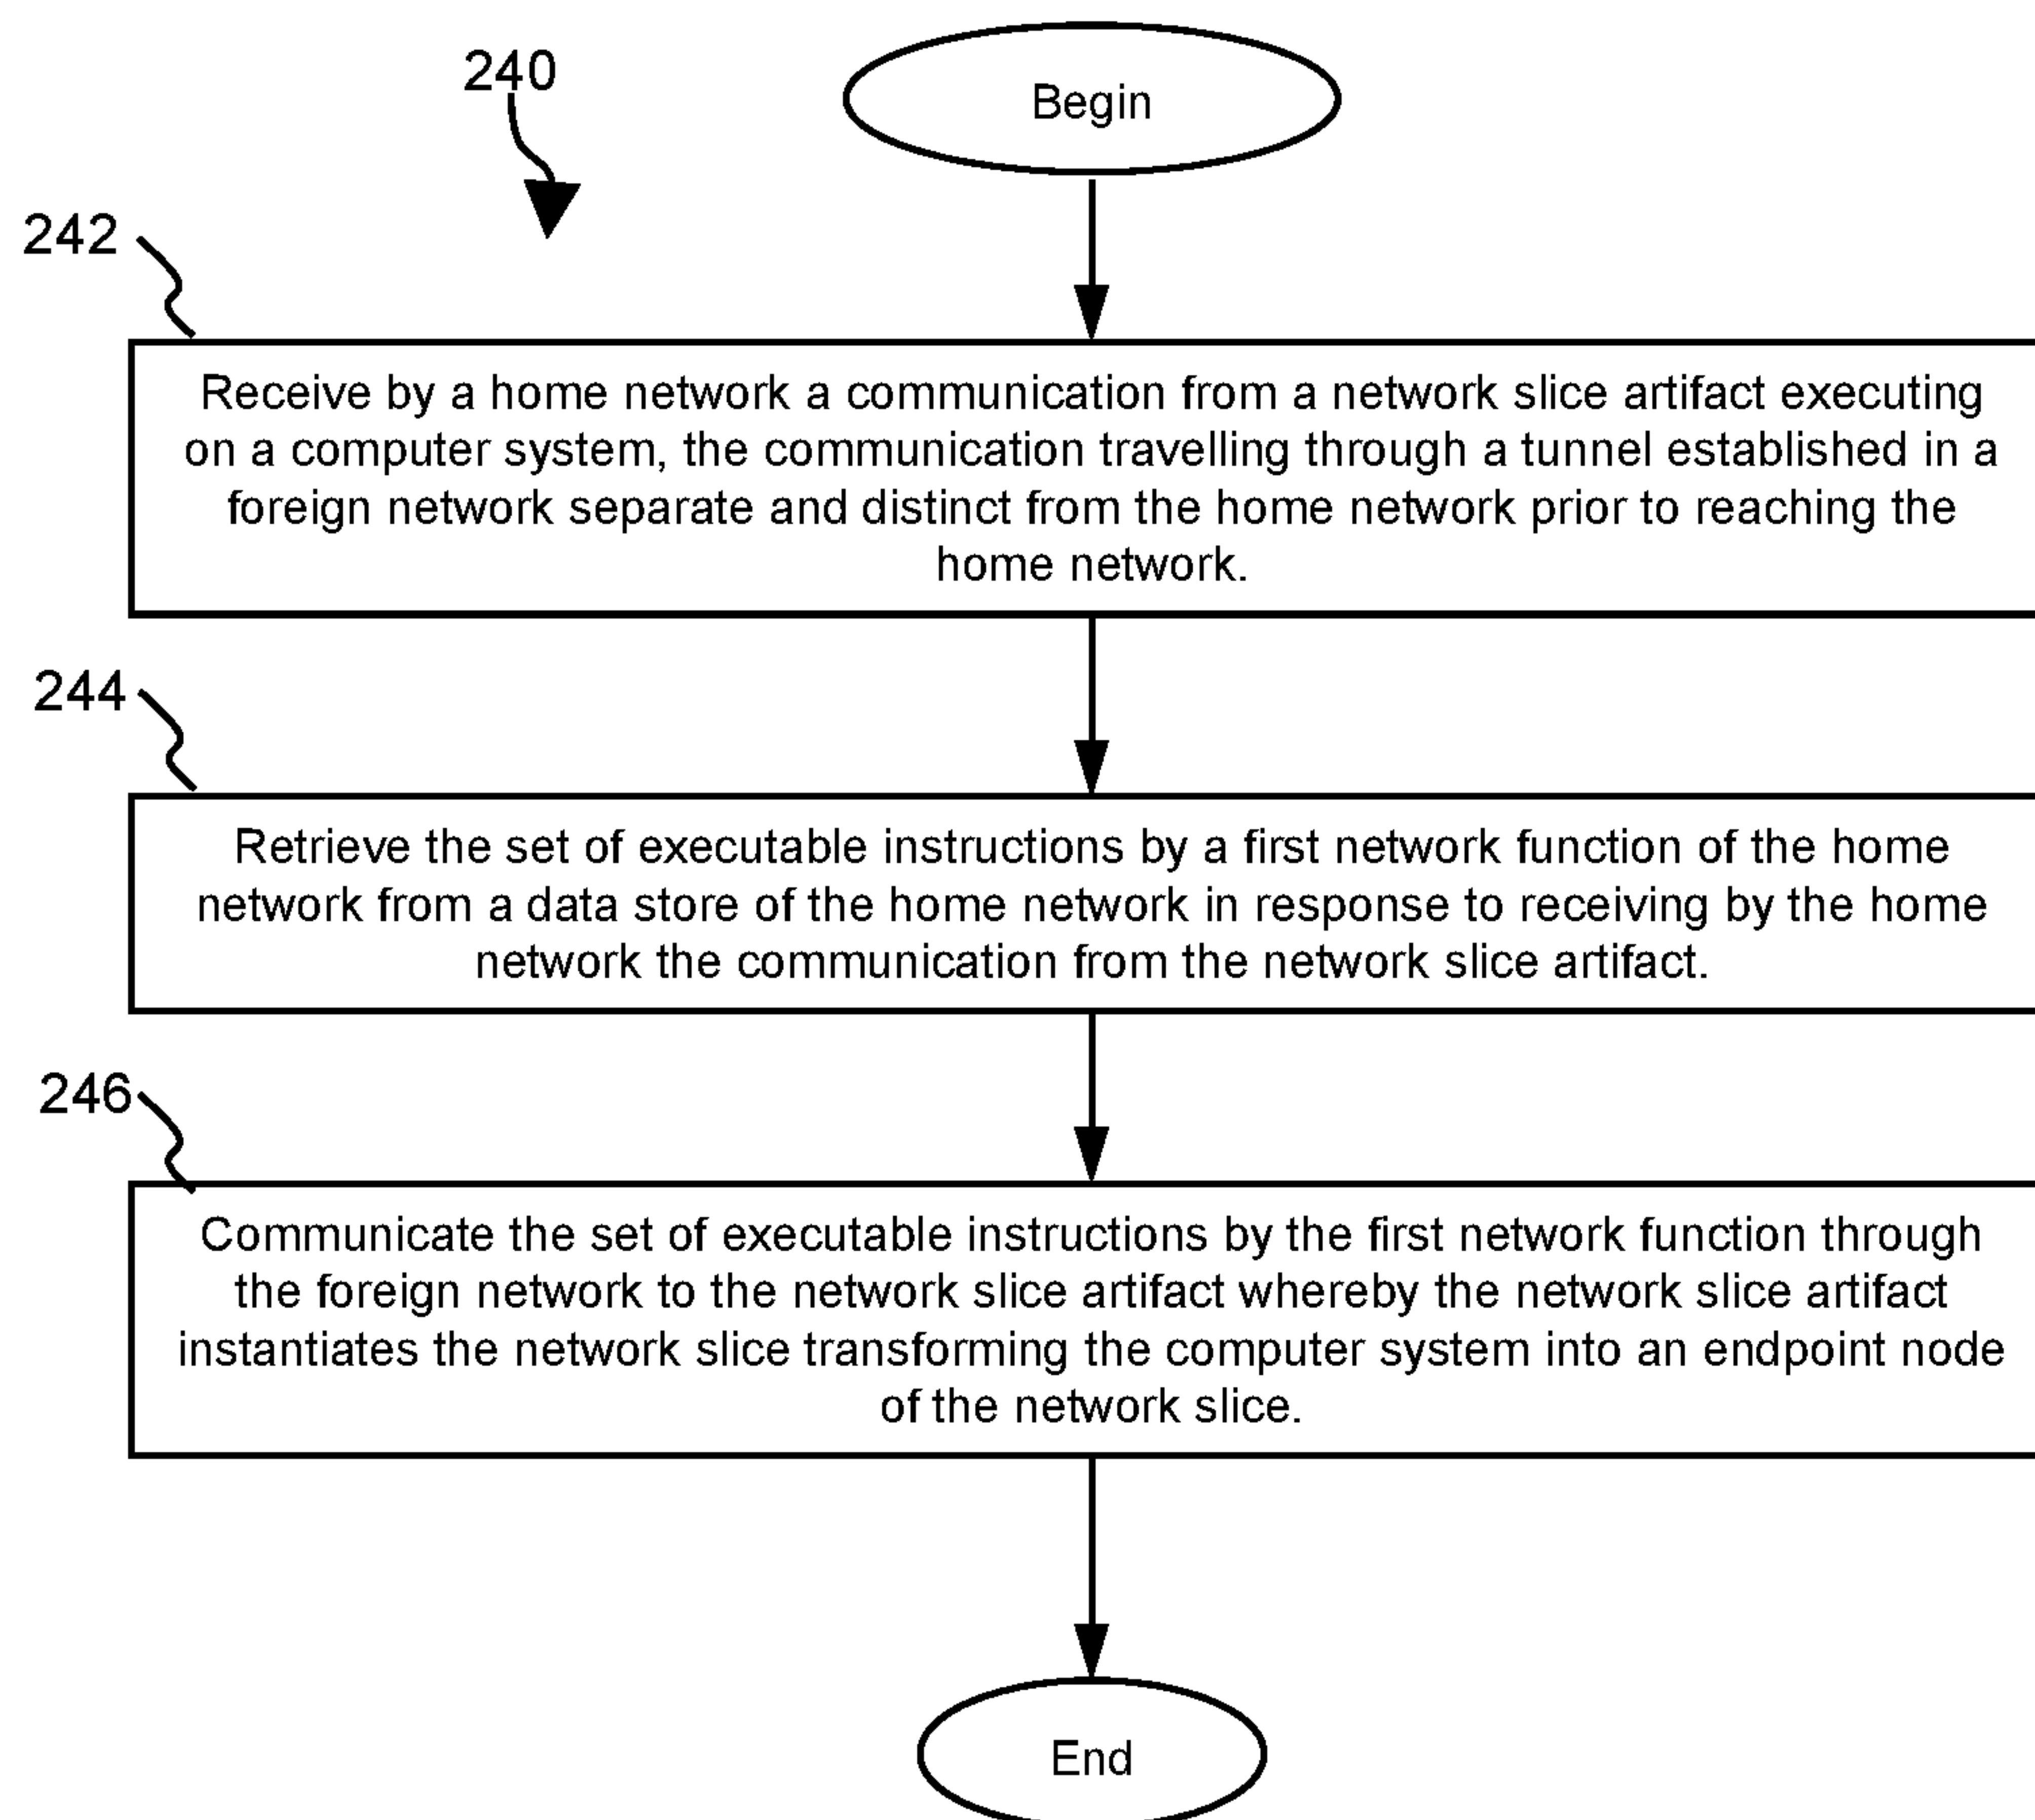 240
Begin
242
Receive by a home network a communication from a network slice artifact executing
on a computer system, the communication travelling through a tunnel established in a
foreign network separate and distinct from the home network prior to reaching the
home network.
244
Retrieve the set of executable instructions by a first network function of the home
network from a data store of the home network in response to receiving by the home
network the communication from the network slice artifact.
246
Communicate the set of executable instructions by the first network function through
the foreign network to the network slice artifact whereby the network slice artifact
instantiates the network slice transforming the computer system into an endpoint node
of the network slice.
End